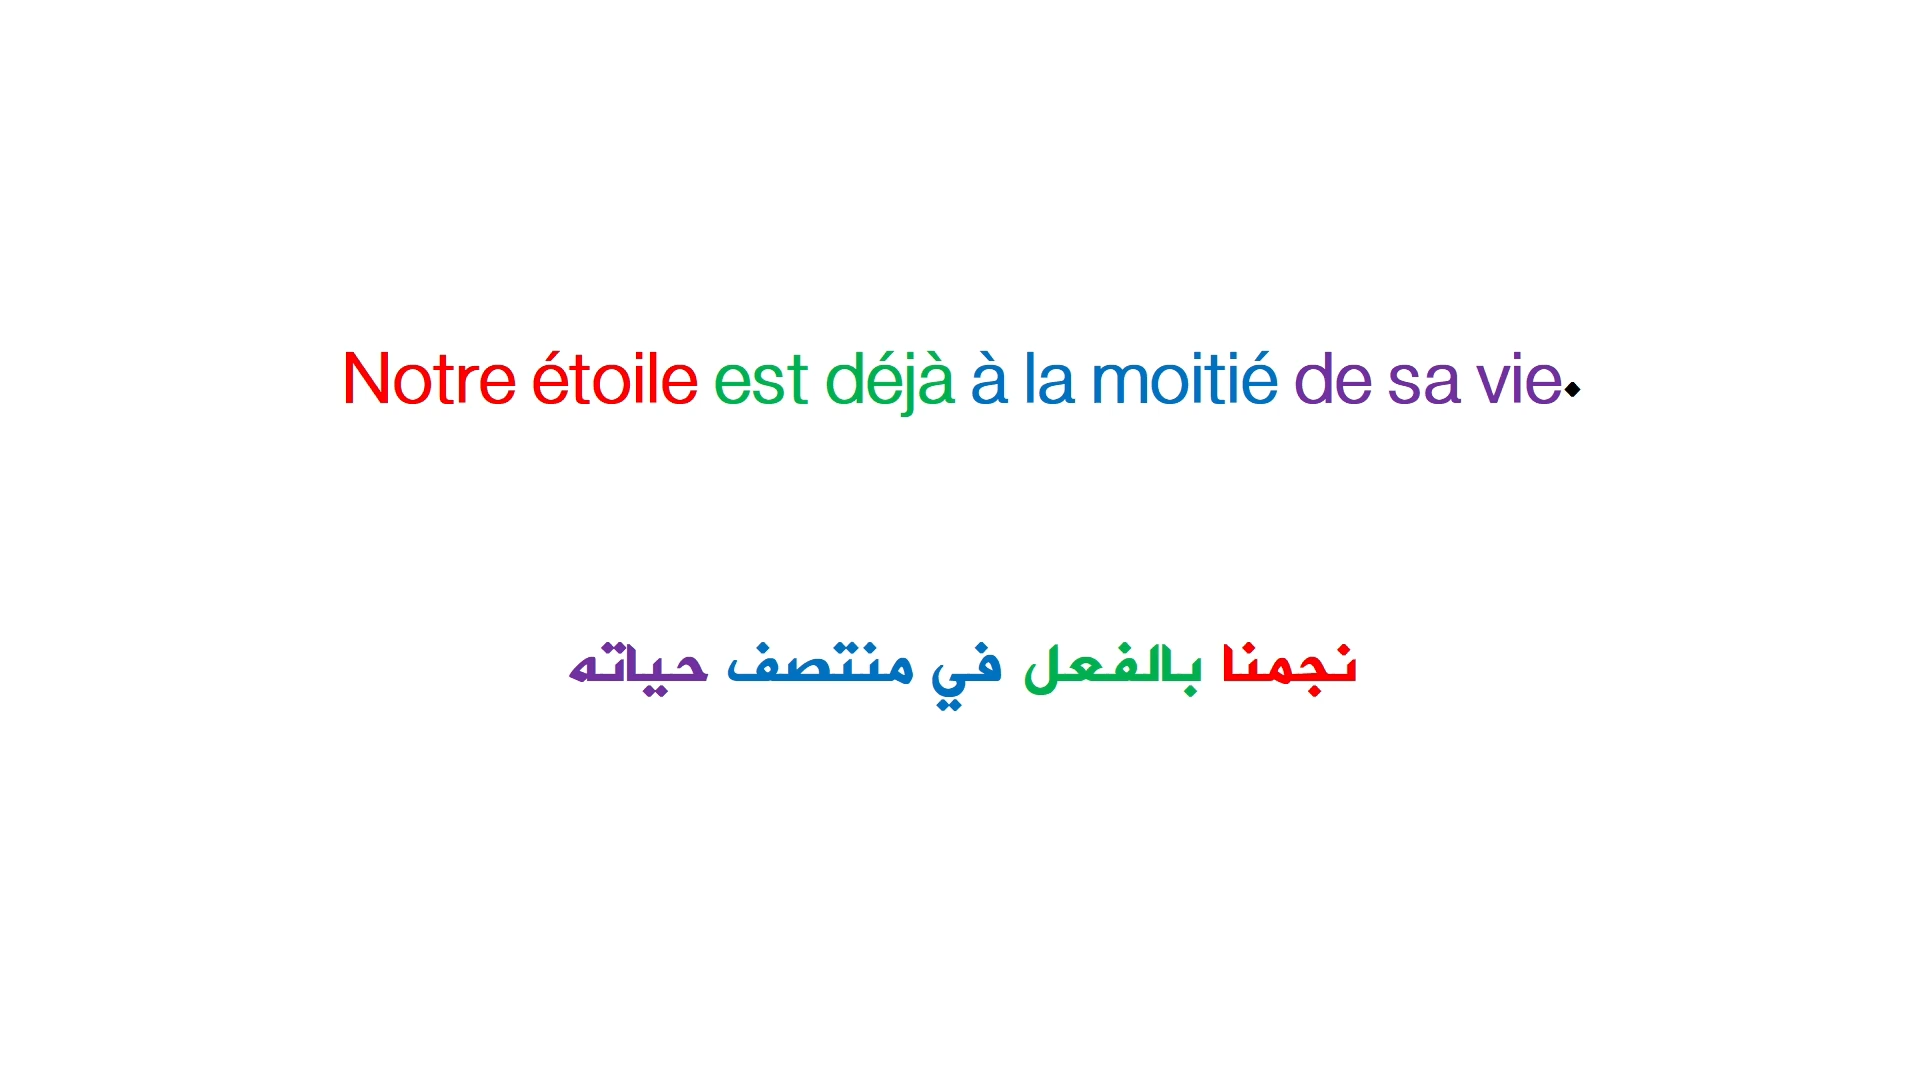 Notre étoile est déjà à la moitié de sa vie.
نجمنا بالفعل في منتصف حياته